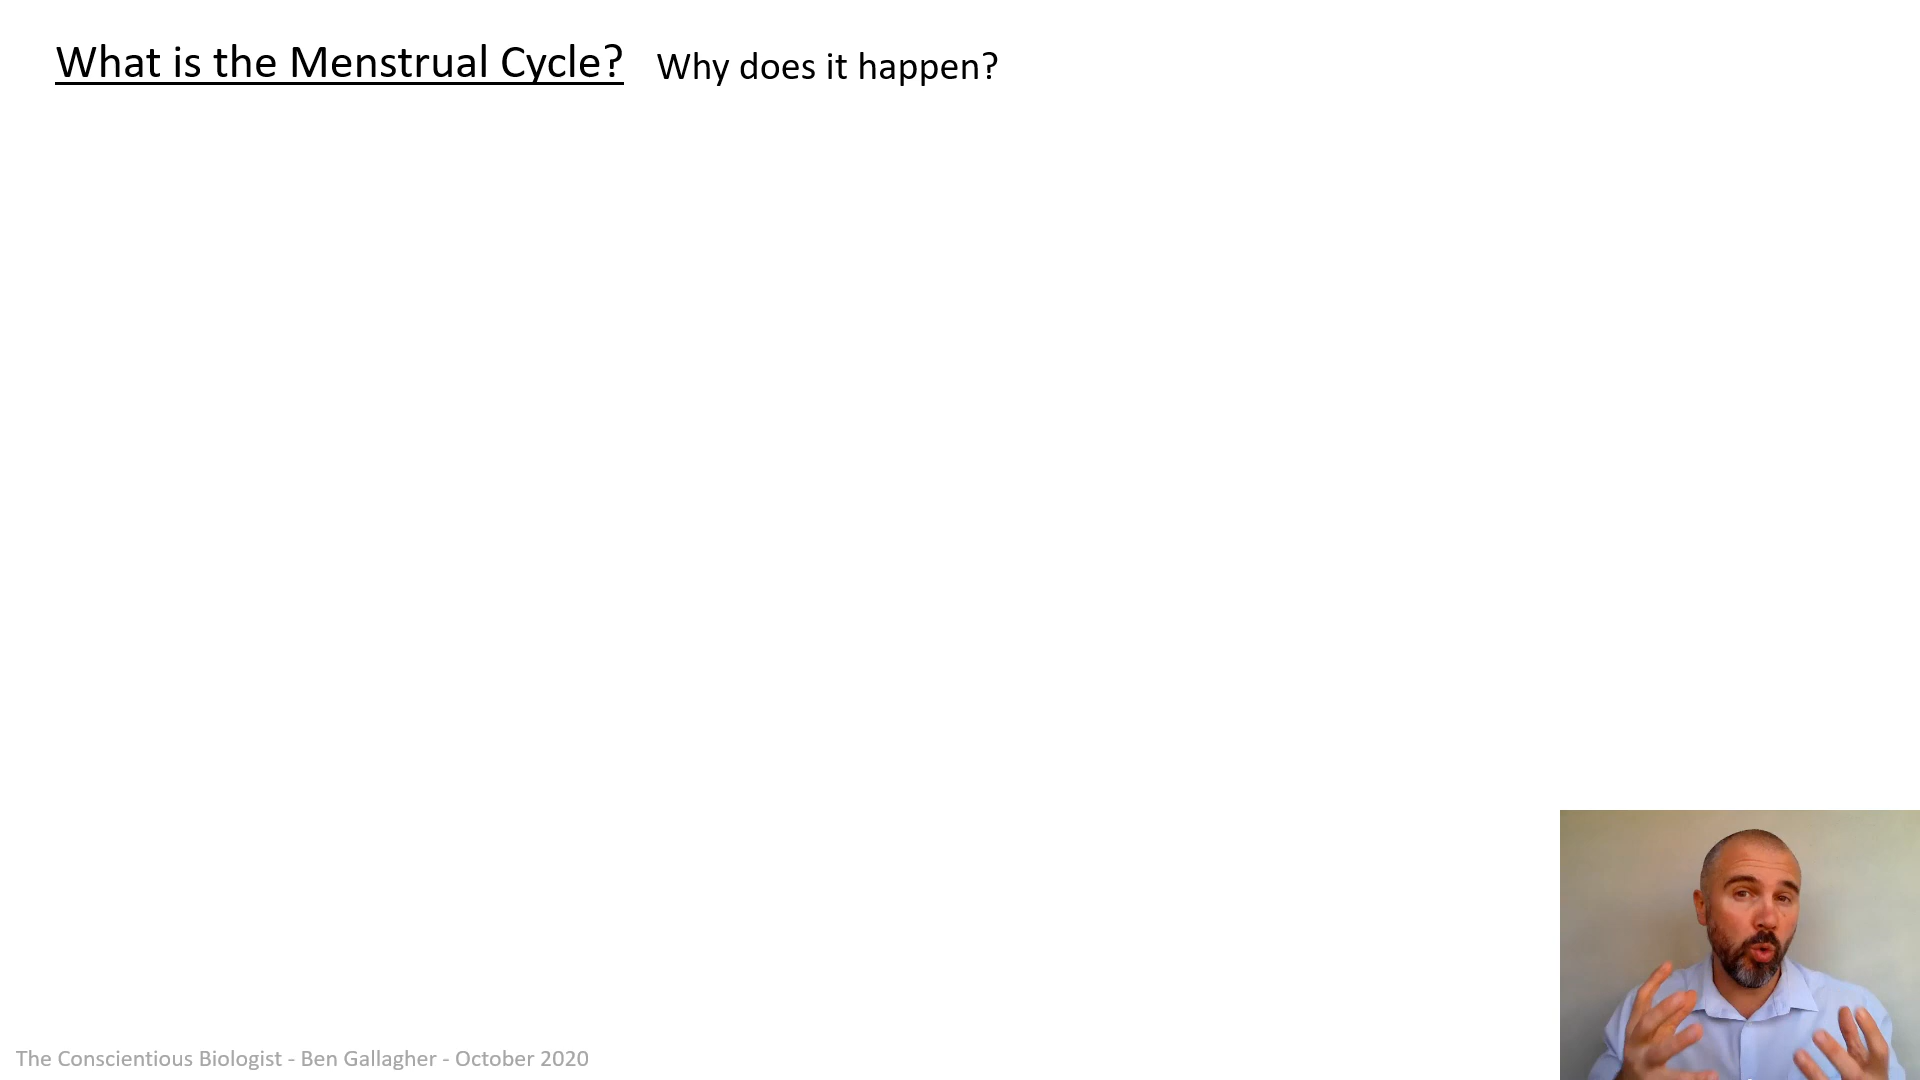 What is the Menstrual Cycle? Why does it happen?
The Conscientious Biologist - Ben Gallagher - October 2020